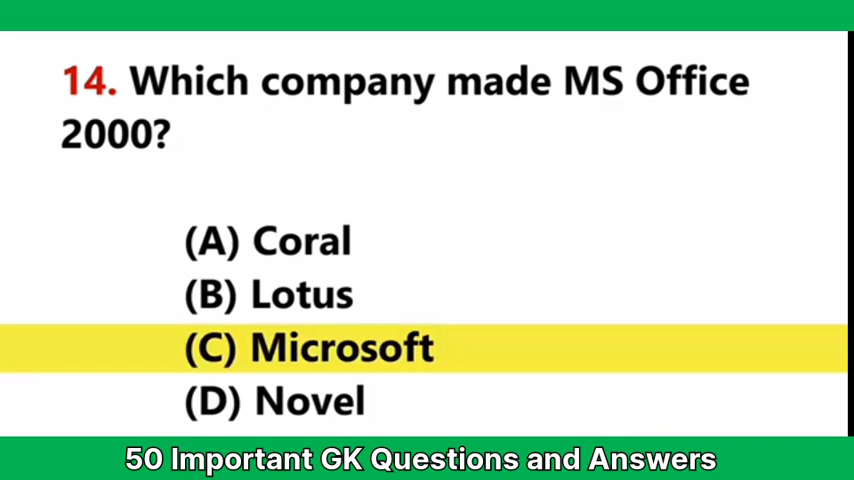 14. Which company made MS Office
2000?
(A) Coral
(B) Lotus
(C) Microsoft
(D) Novel
50 Important GK Questions and Answers